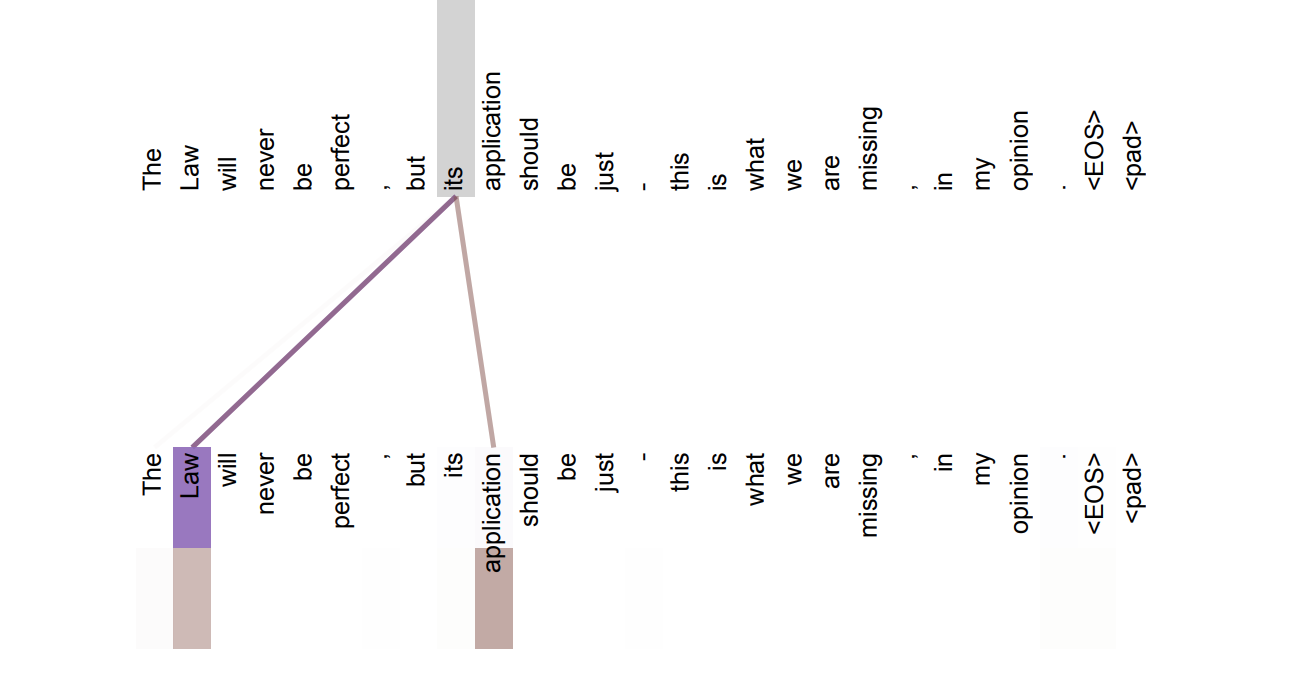 The Law will never be perfect , but its application should be just - this is what we are missing , in my opinion . <EOS> <pad>
The Law will never be perfect , but its application should be just - this is what we are missing , in my opinion . <EOS> <pad>